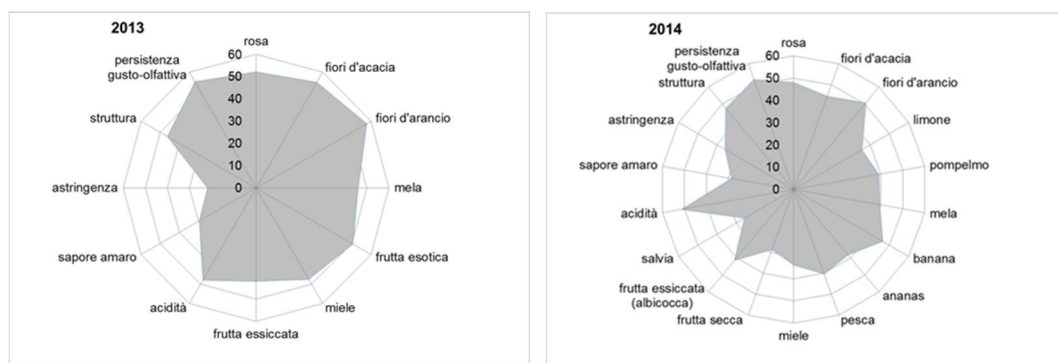 2013
rosa
fiori d'acacia
fiori d'arancio
mela
frutta esotica
miele
frutta essiccata
acidità
sapore amaro
astringenza
struttura
persistenza
gusto-olfattiva
60
50
40
30
20
10
0
2014
rosa
fiori d'acacia
fiori d'arancio
limone
pompelmo
mela
banana
ananas
pesca
miele
frutta secca
frutta essiccata
(albicocca)
salvia
acidità
sapore amaro
astringenza
struttura
persistenza
gusto-olfattiva
60
50
40
30
20
10
0